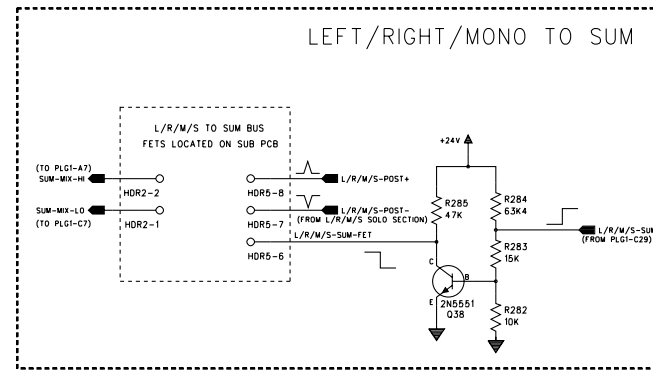 LEFT/RIGHT/MONO TO SUM
L/R/M/S TO SUM BUS
FETS LOCATED ON SUB PCB
+24V
(TO PLG1-A7)
SUM-MIX-HI
HDR2-2
HDR5-8
L/R/M/S-POST+
R285
47K
R284
63K4
SUM-MIX-LO
(TO PLG1-C7)
HDR2-1
HDR5-7
L/R/M/S-POST-
(FROM L/R/M/S SOLO SECTION)
L/R/M/S-SUM-FET
HDR5-6
L/R/M/S-SUM
(FROM PLG1-C29)
R283
15K
C
B
E
2N5551
Q38
R282
10K